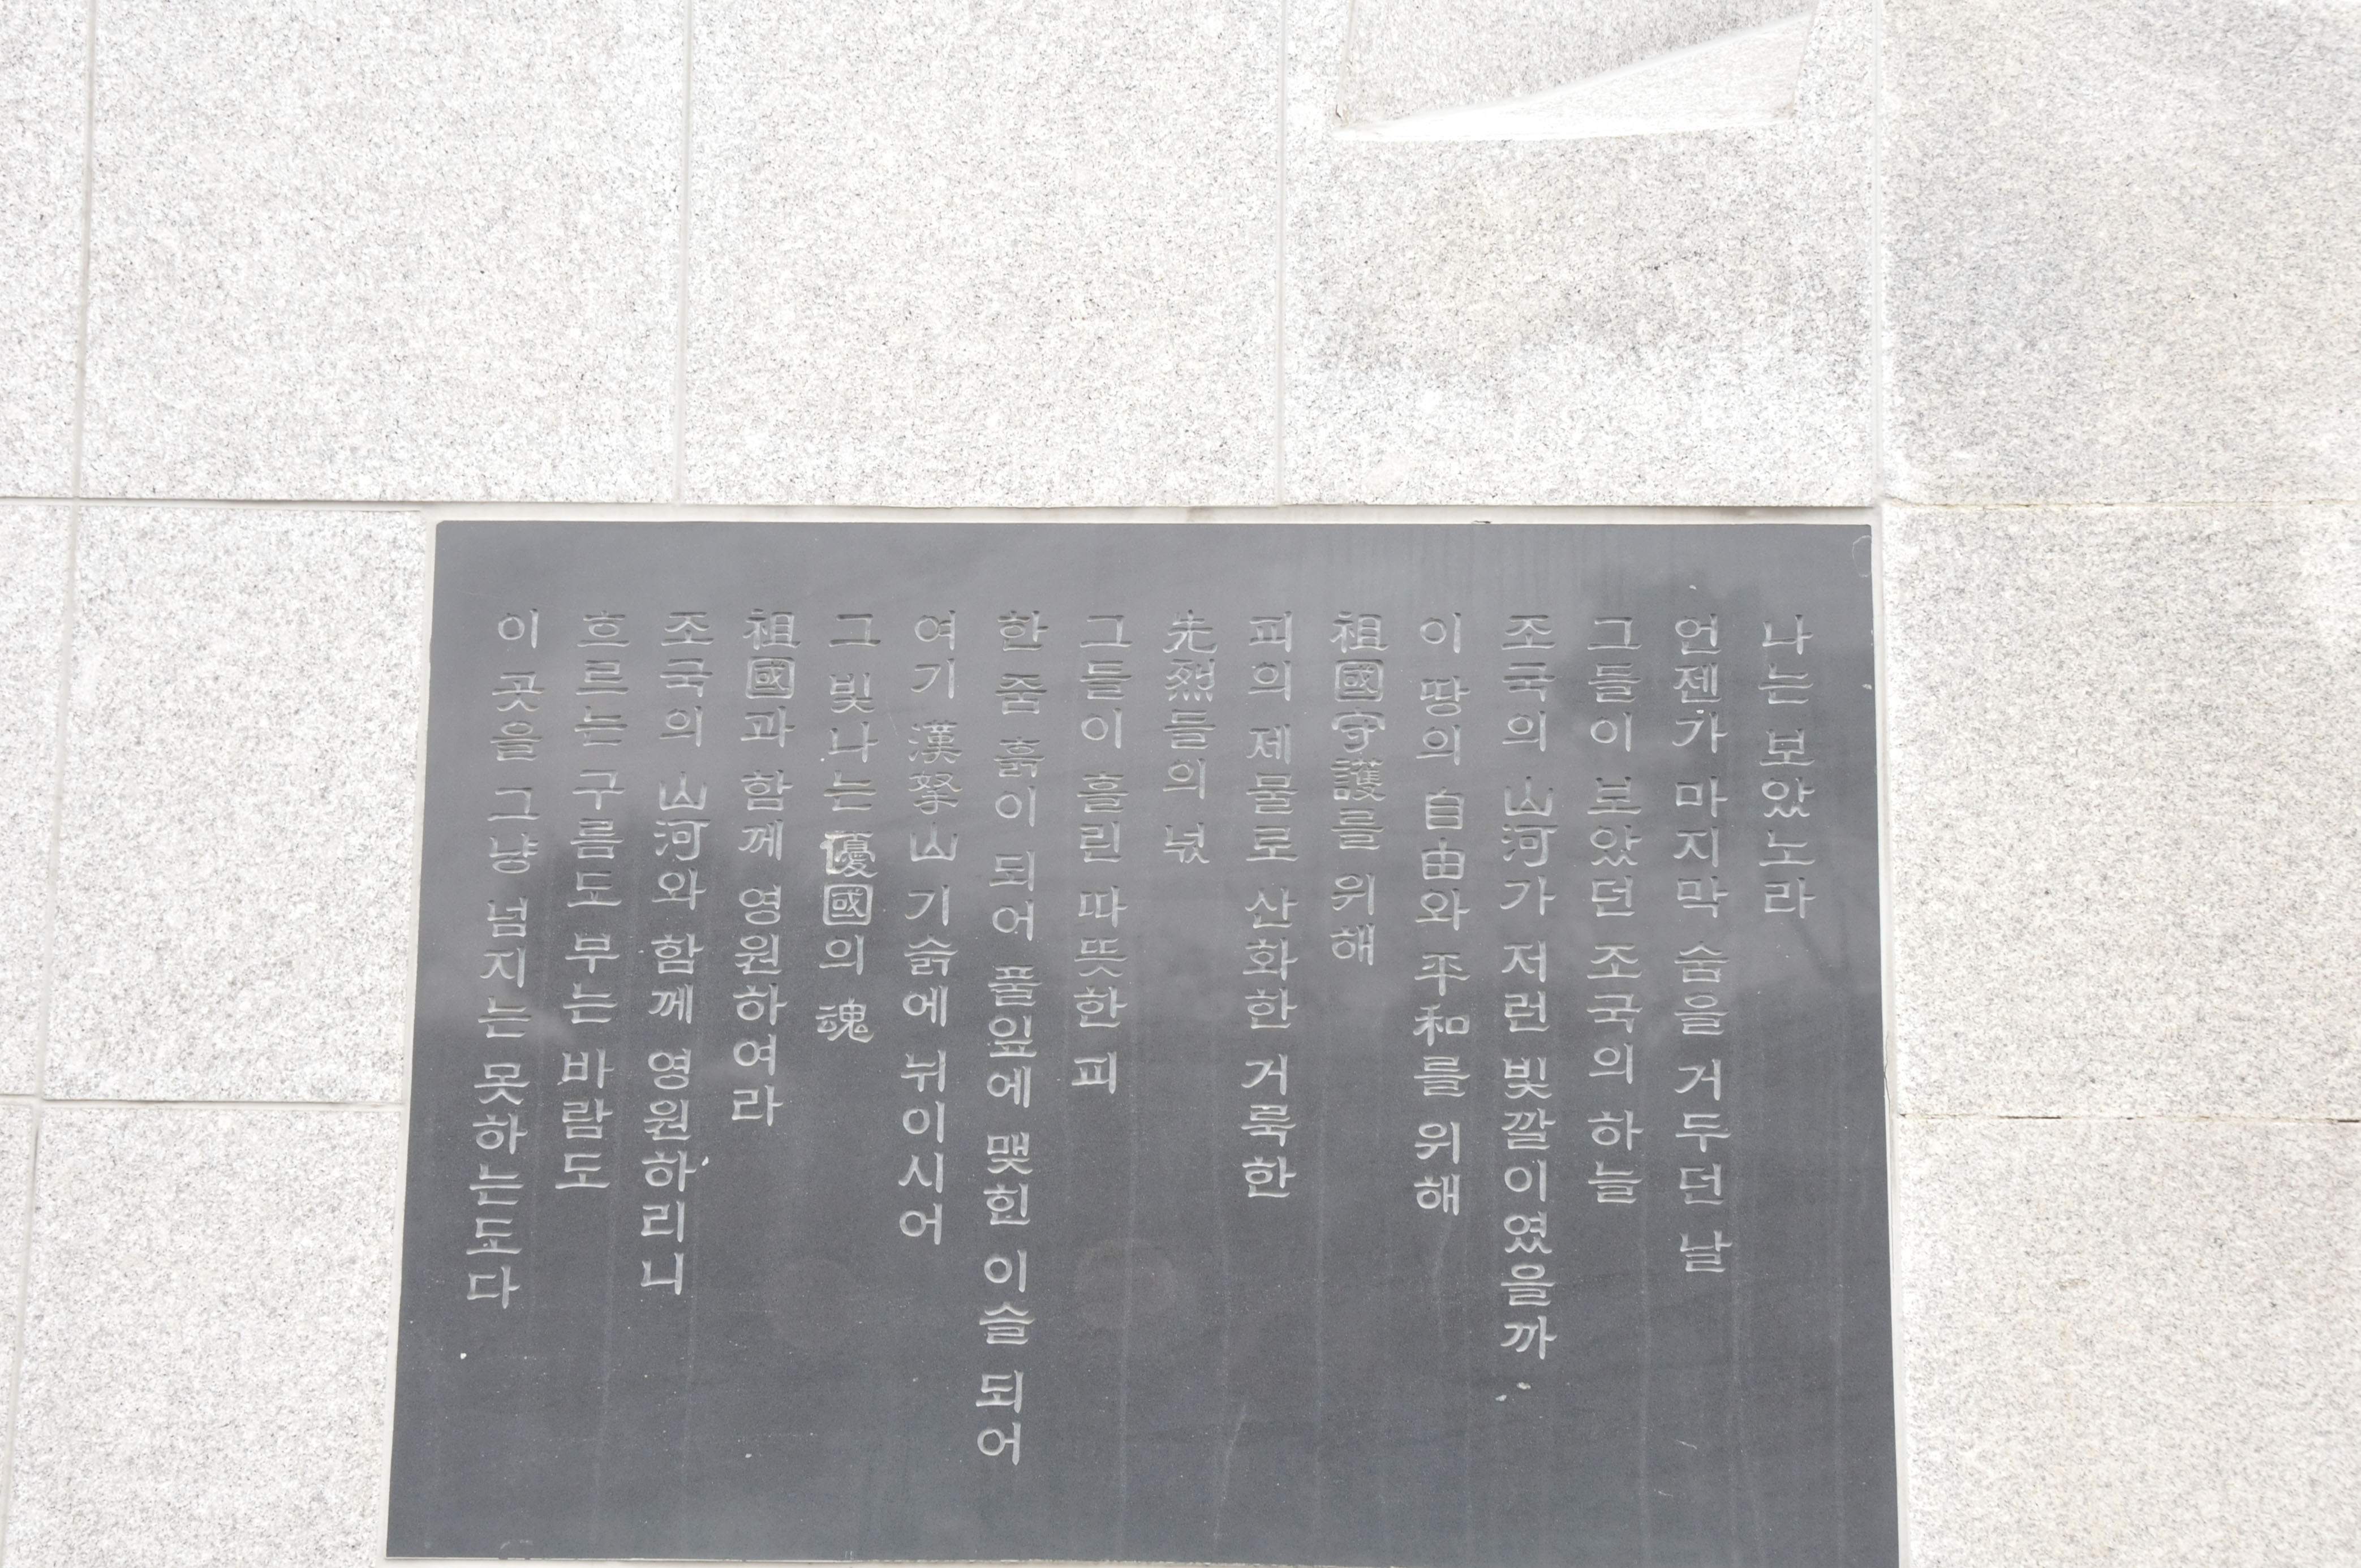 나는 보았노라
언젠가 마지막 숨을 거두던 날
그들이 보았던 조국의 하늘
조국의 山河가 저런 빛깔이였을까
이 땅의 自由와 平和를 위해
祖國守護를 위해
피의 제물로 산화한 거룩한
先烈들의 넋
그들이 흘린 따뜻한 피
한 줌 흙이 되어 풀잎에 맺힌 이슬 되어
여기 漢拏山 기슭에 뉘이시어
그 빛나는 優國의 魂
祖國과 함께 영원하여라
조국의 山河와 함께 영원하리니
흐르는 구름도 부는 바람도
이 곳을 그냥 넘지는 못하는도다